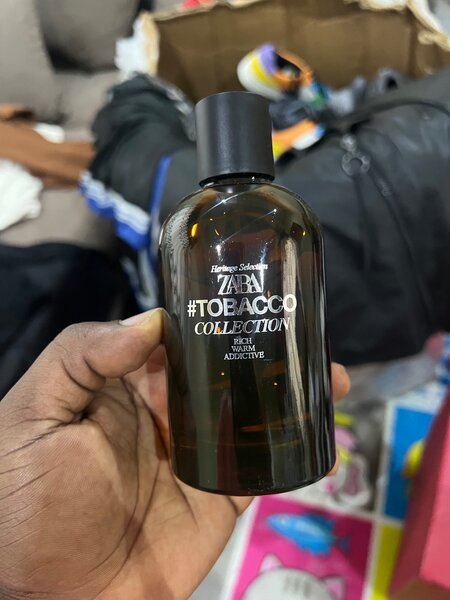 Heritage Selection
ZARA
#TOBACCO
COLLECTION
RICH
WARM
ADDICTIVE